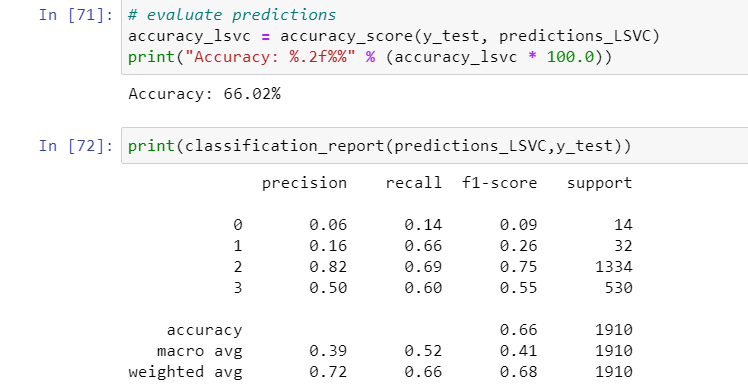 In [71]: # evaluate predictions
accuracy_lsvc = accuracy_score(y_test, predictions_LSVC)
print("Accuracy: %.2f%%" % (accuracy_lsvc * 100.0))
Accuracy: 66.02%
In [72]: print(classification_report(predictions_LSVC,y_test))
precision recall f1-score support
0 0.06 0.14 0.09 14
1 0.16 0.66 0.26 32
2 0.82 0.69 0.75 1334
3 0.50 0.60 0.55 530
accuracy 0.66 1910
macro avg 0.39 0.52 0.41 1910
weighted avg 0.72 0.66 0.68 1910